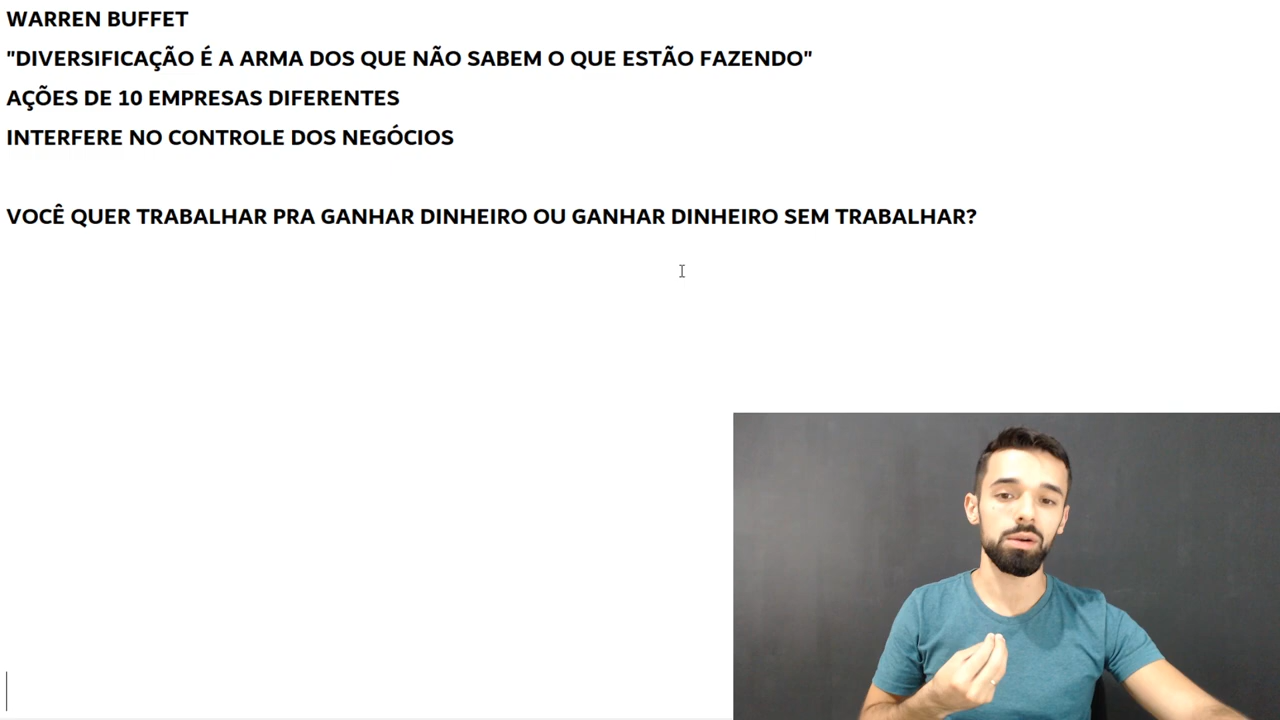 WARREN BUFFET
"DIVERSIFICAÇÃO É A ARMA DOS QUE NÃO SABEM O QUE ESTÃO FAZENDO"
AÇÕES DE 10 EMPRESAS DIFERENTES
INTERFERE NO CONTROLE DOS NEGÓCIOS
VOCÊ QUER TRABALHAR PRA GANHAR DINHEIRO OU GANHAR DINHEIRO SEM TRABALHAR?